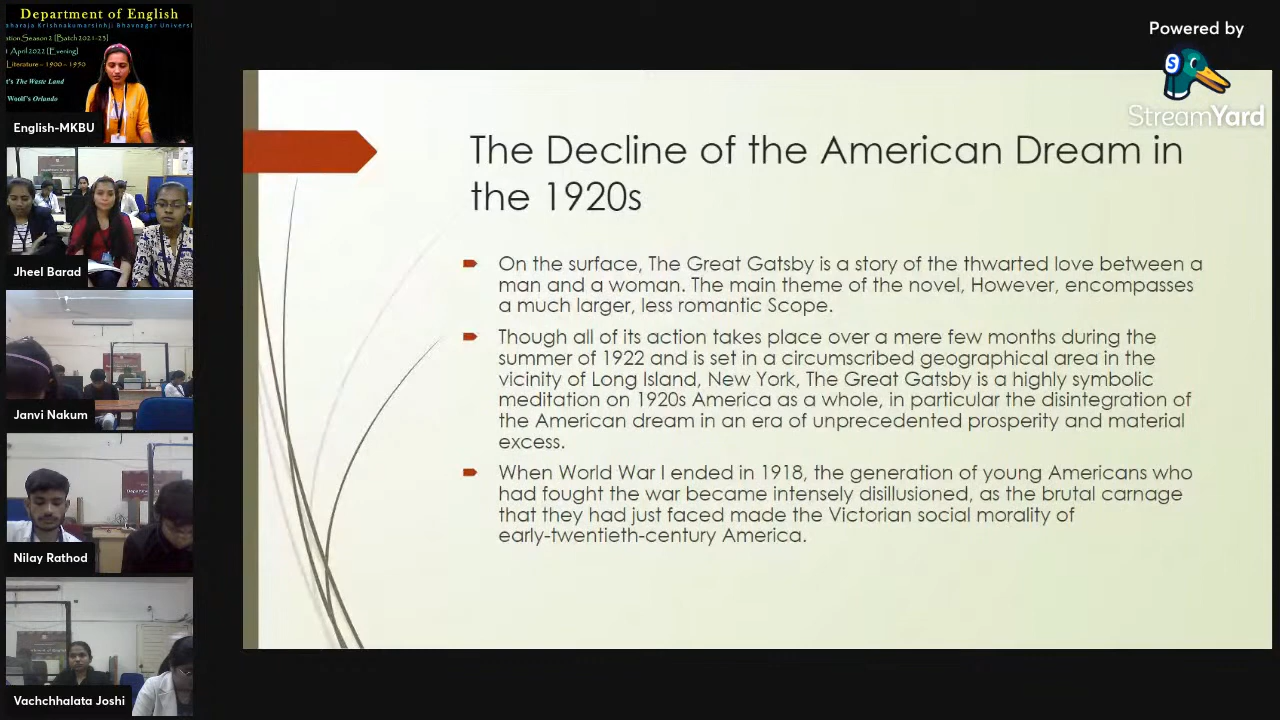 Department of English
aharaja Krishnakumarsinhji Bhavnagar Universi
ation Season 2 [Batch 2021-23]
April 2022 [Evening]
Literature – 1900 – 1950
t's The Waste Land
Woolf's Orlando
English-MKBU
Jheel Barad
Janvi Nakum
Nilay Rathod
Vachchhalata Joshi
Powered by
S
StreamYard
The Decline of the American Dream in
the 1920s
On the surface, The Great Gatsby is a story of the thwarted love between a
man and a woman. The main theme of the novel, However, encompasses
a much larger, less romantic Scope.
Though all of its action takes place over a mere few months during the
summer of 1922 and is set in a circumscribed geographical area in the
vicinity of Long Island, New York, The Great Gatsby is a highly symbolic
meditation on 1920s America as a whole, in particular the disintegration of
the American dream in an era of unprecedented prosperity and material
excess.
When World War I ended in 1918, the generation of young Americans who
had fought the war became intensely disillusioned, as the brutal carnage
that they had just faced made the Victorian social morality of
early-twentieth-century America.